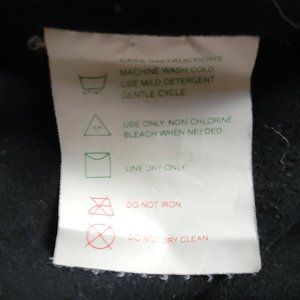 CARE INSTRUCTIONS
MACHINE WASH COLD
USE MILD DETERGENT
GENTLE CYCLE
USE ONLY NON CHLORINE
BLEACH WHEN NEEDED
LINE DRY ONLY
DO NOT IRON
DO NOT DRY CLEAN